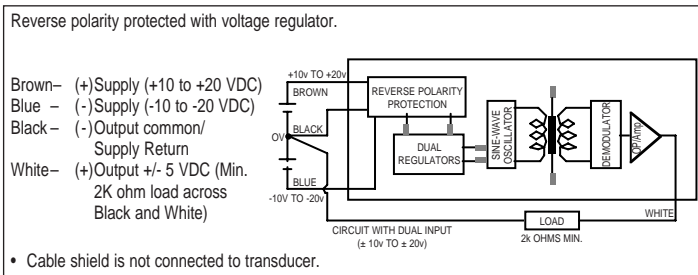 Reverse polarity protected with voltage regulator.
Brown– (+)Supply (+10 to +20 VDC)
Blue – (-)Supply (-10 to -20 VDC)
Black – (-)Output common/
Supply Return
White– (+)Output +/- 5 VDC (Min.
2K ohm load across
Black and White)
+10v TO +20v
BROWN
REVERSE POLARITY
PROTECTION
0V
BLACK
DUAL
REGULATORS
SINE-WAVE
OSCILLATOR
DEMODULATOR
OP/Amp
BLUE
-10V TO -20v
WHITE
CIRCUIT WITH DUAL INPUT
(± 10v TO ± 20v)
LOAD
2k OHMS MIN.
• Cable shield is not connected to transducer.